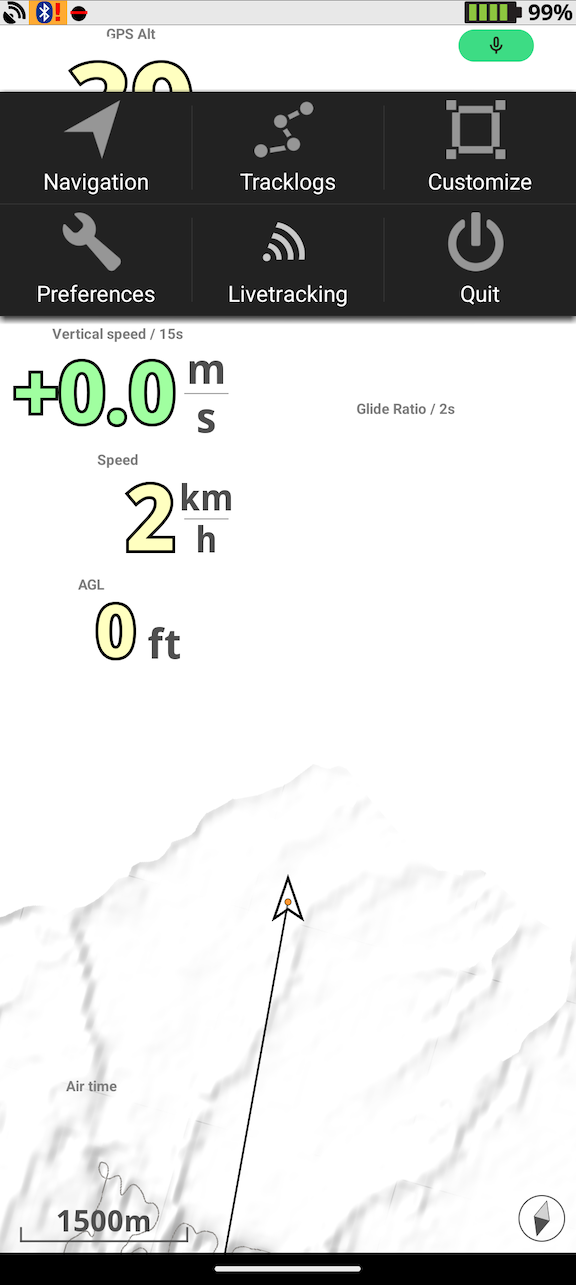 99%
GPS Alt
Navigation Tracklogs Customize
Preferences Livetracking Quit
Vertical speed / 15s
+0.0 m/s
Glide Ratio / 2s
Speed
2 km/h
AGL
0 ft
Air time
1500m